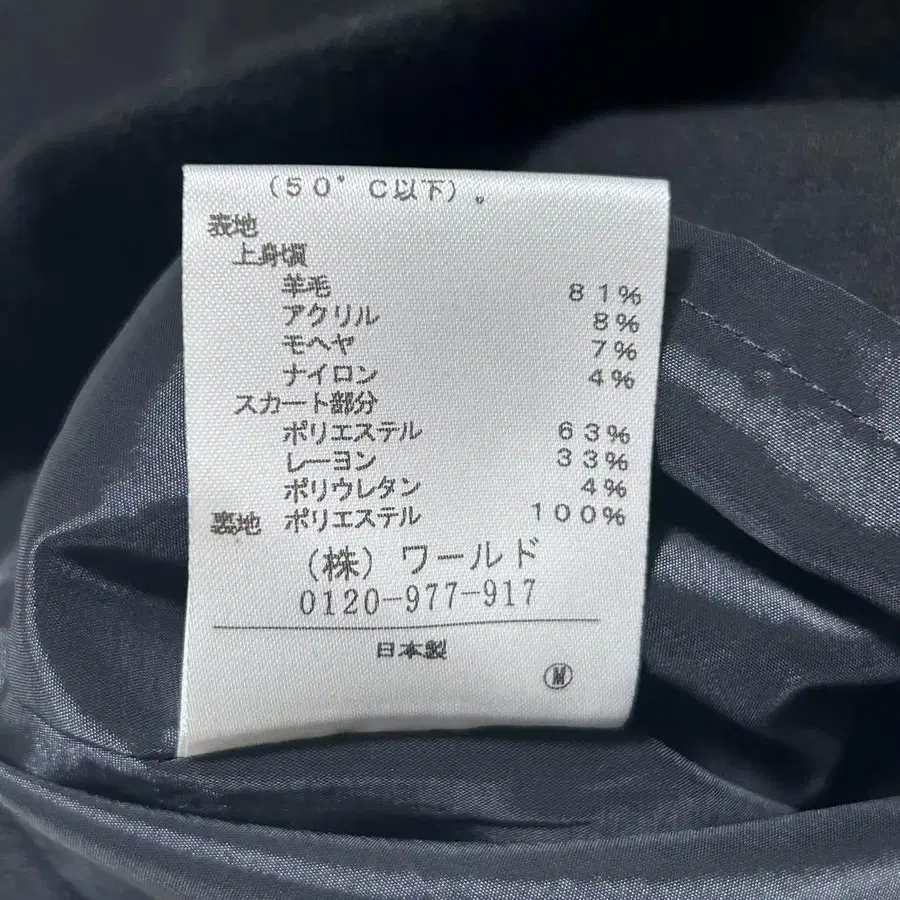 （５０°Ｃ以下）。
表地
上身頃
羊毛 ８１％
アクリル ８％
モヘヤ ７％
ナイロン ４％
スカート部分
ポリエステル ６３％
レーヨン ３３％
ポリウレタン ４％
裏地 ポリエステル １００％
（株）ワールド
0120-977-917
日本製
Ⓜ